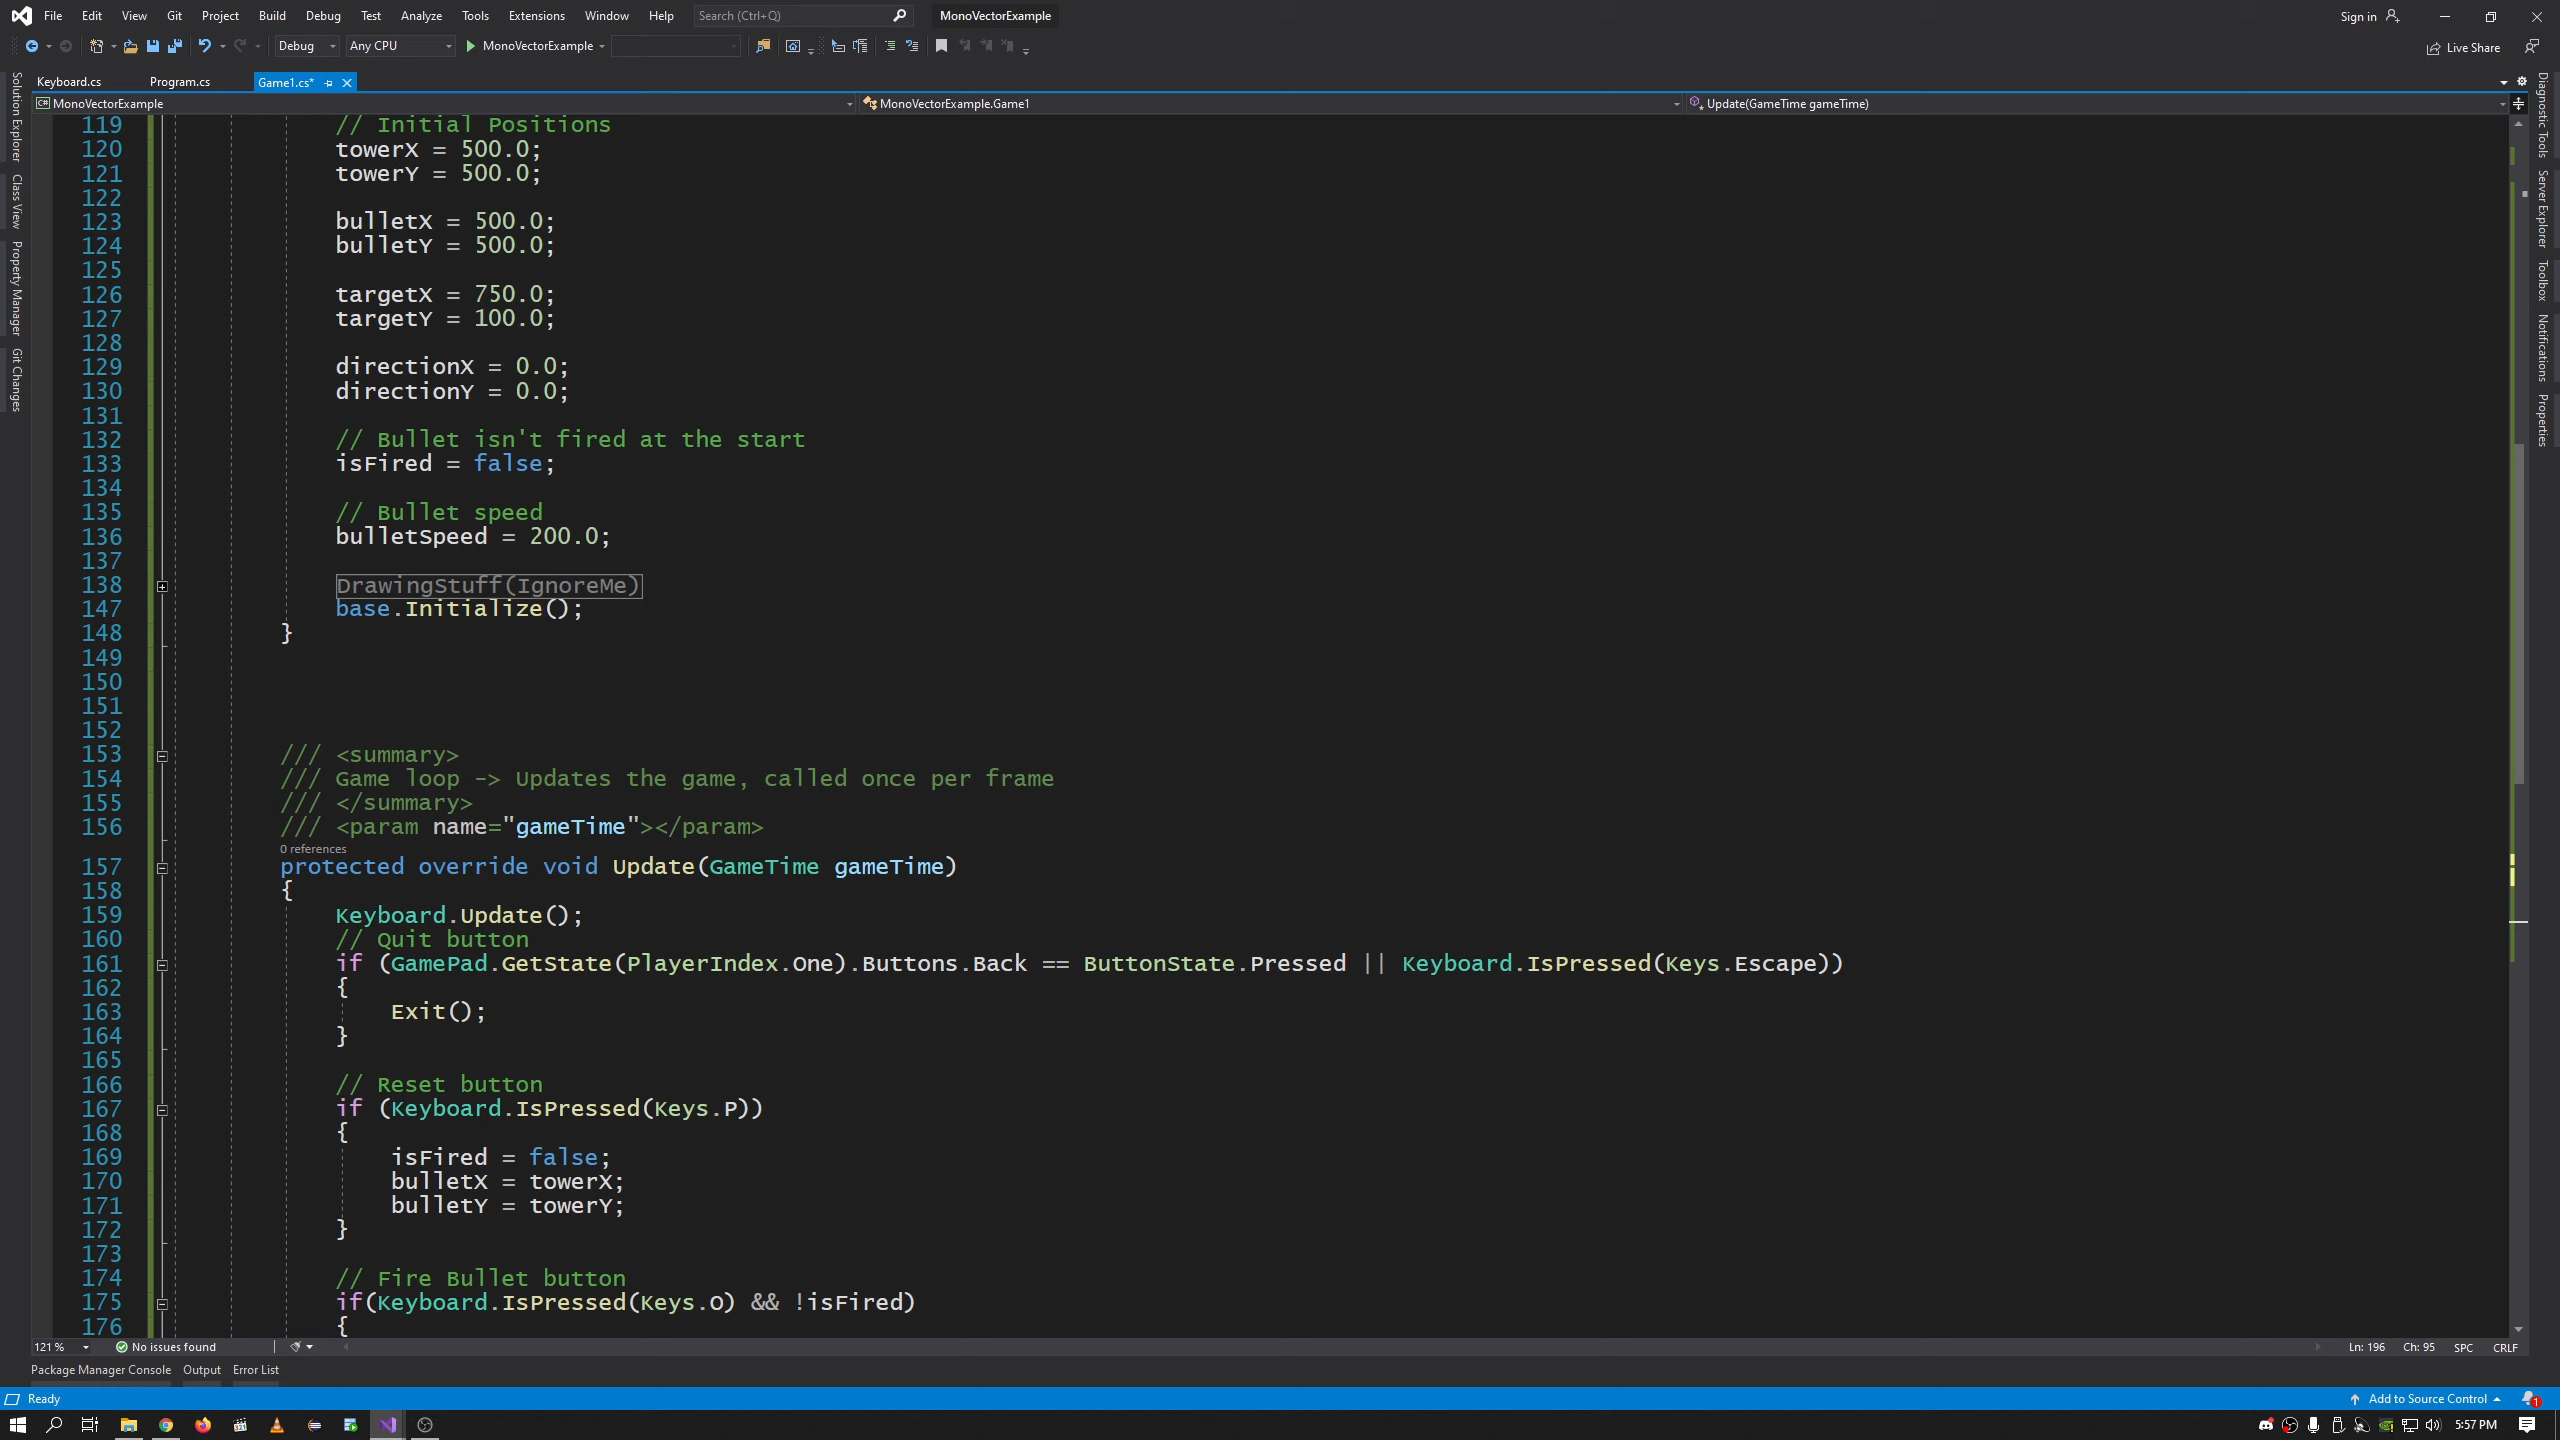 File Edit View Git Project Build Debug Test Analyze Tools Extensions Window Help Search (Ctrl+Q) MonoVectorExample Sign in
Debug Any CPU MonoVectorExample Live Share
Keyboard.cs Program.cs Game1.cs*
MonoVectorExample MonoVectorExample.Game1 Update(GameTime gameTime)
Solution Explorer
Class View
Property Manager
Git Changes
119 // Initial Positions
120 towerX = 500.0;
121 towerY = 500.0;
122
123 bulletX = 500.0;
124 bulletY = 500.0;
125
126 targetX = 750.0;
127 targetY = 100.0;
128
129 directionX = 0.0;
130 directionY = 0.0;
131
132 // Bullet isn't fired at the start
133 isFired = false;
134
135 // Bullet speed
136 bulletSpeed = 200.0;
137
138 DrawingStuff(IgnoreMe)
147 base.Initialize();
148 }
149
150
151
152
153 /// <summary>
154 /// Game loop -> Updates the game, called once per frame
155 /// </summary>
156 /// <param name="gameTime"></param>
0 references
157 protected override void Update(GameTime gameTime)
158 {
159 Keyboard.Update();
160 // Quit button
161 if (GamePad.GetState(PlayerIndex.One).Buttons.Back == ButtonState.Pressed || Keyboard.IsPressed(Keys.Escape))
162 {
163 Exit();
164 }
165
166 // Reset button
167 if (Keyboard.IsPressed(Keys.P))
168 {
169 isFired = false;
170 bulletX = towerX;
171 bulletY = towerY;
172 }
173
174 // Fire Bullet button
175 if(Keyboard.IsPressed(Keys.O) && !isFired)
176 {
Diagnostic Tools
Server Explorer
Toolbox
Notifications
Properties
121 % No issues found Ln: 196 Ch: 95 SPC CRLF
Package Manager Console Output Error List
Ready Add to Source Control 1
5:57 PM